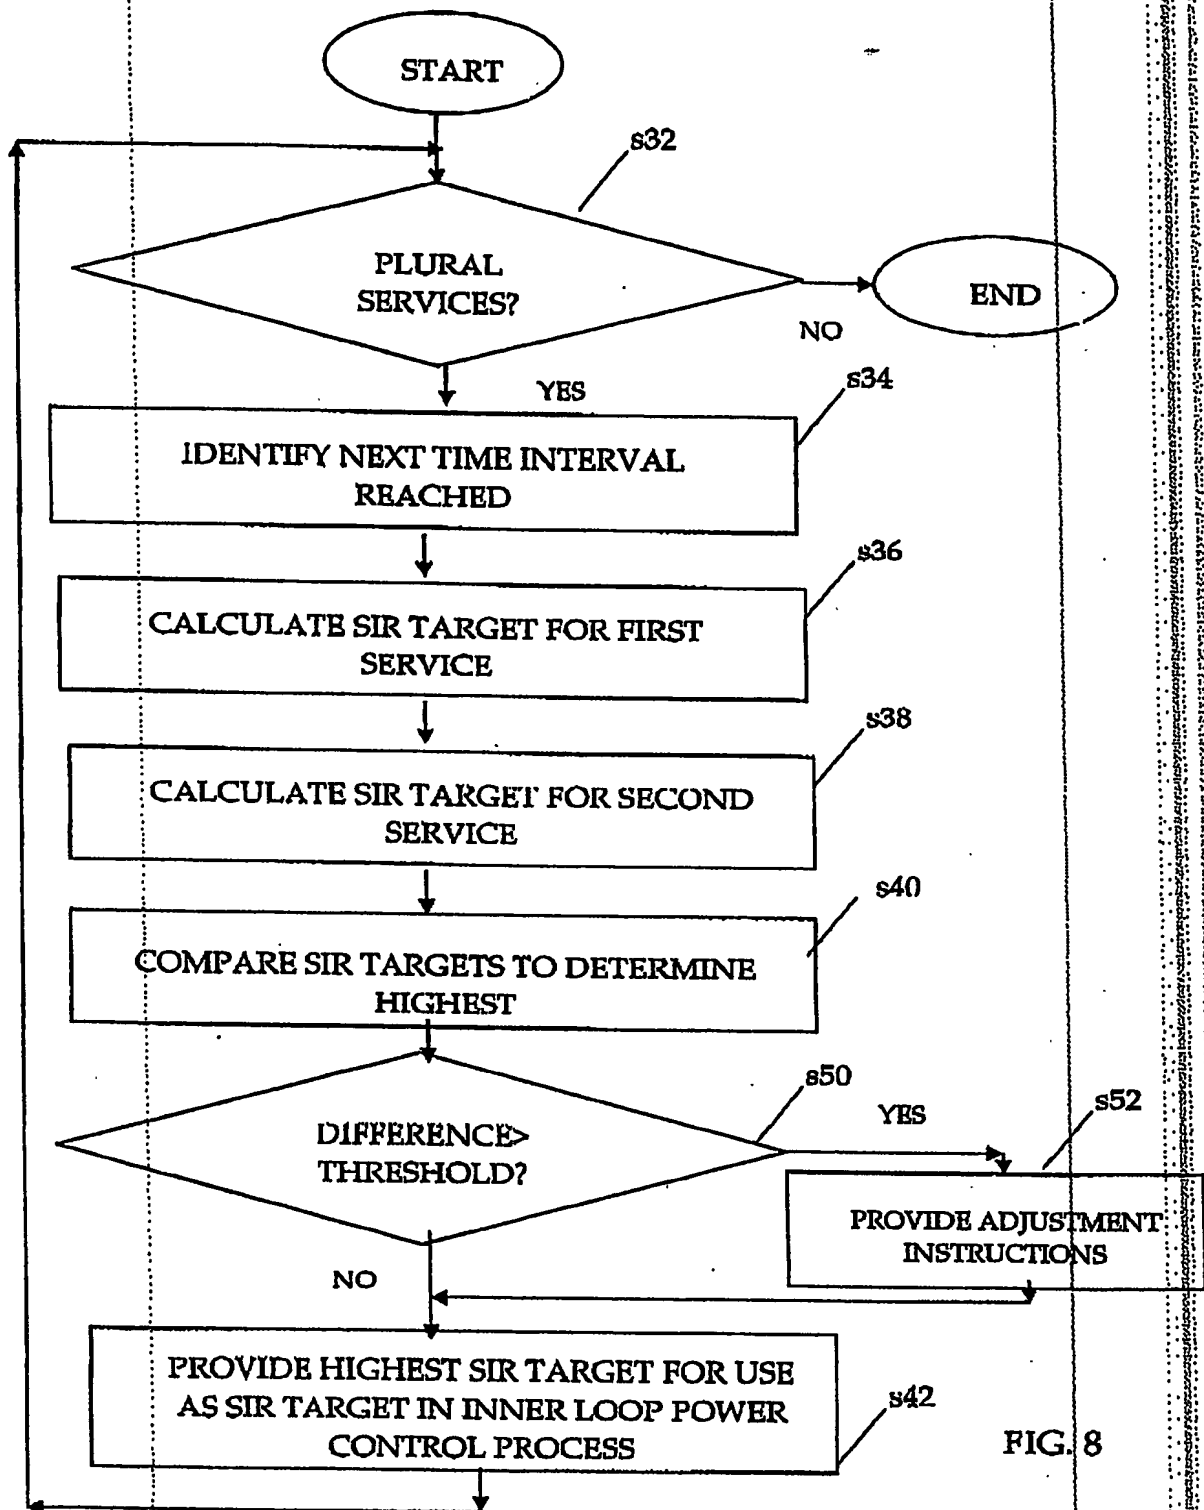 START
s32
PLURAL
SERVICES?
END
NO
YES
s34
IDENTIFY NEXT TIME INTERVAL
REACHED
s36
CALCULATE SIR TARGET FOR FIRST
SERVICE
s38
CALCULATE SIR TARGET FOR SECOND
SERVICE
s40
COMPARE SIR TARGETS TO DETERMINE
HIGHEST
s50
YES
s52
DIFFERENCE>
THRESHOLD?
PROVIDE ADJUSTMENT
INSTRUCTIONS
NO
PROVIDE HIGHEST SIR TARGET FOR USE
AS SIR TARGET IN INNER LOOP POWER
CONTROL PROCESS
s42
FIG. 8